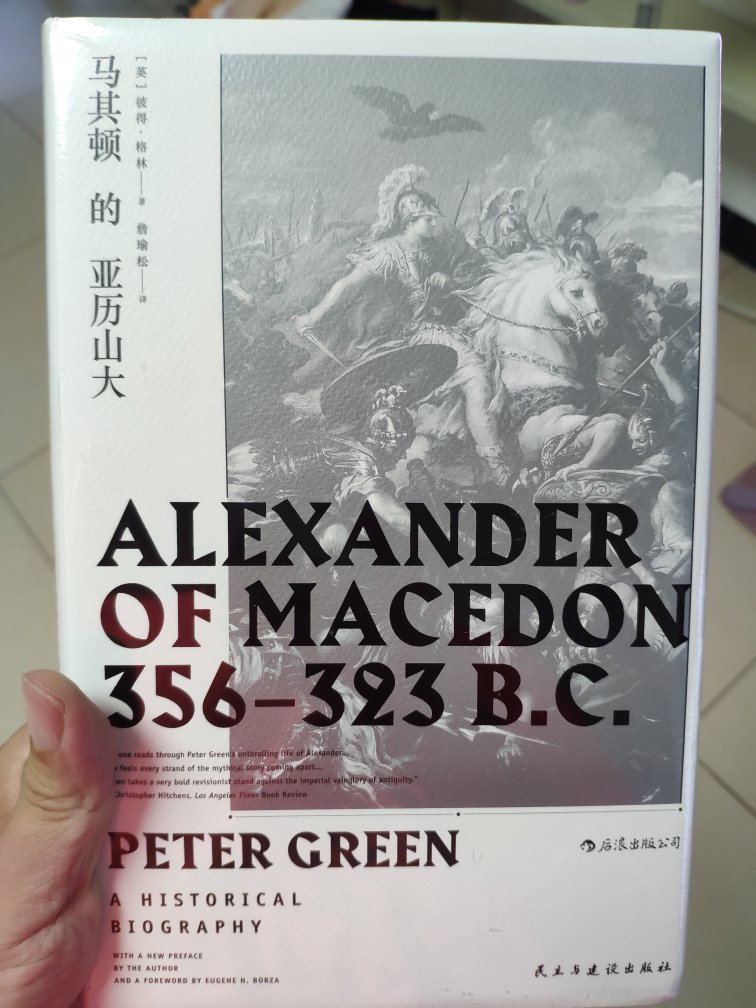 马其顿 的 亚历山大
[英]彼得·格林——著 詹瑜松——译
ALEXANDER
OF MACEDON
356–323 B.C.
one reads through Peter Green's enthralling life of Alexander...
feels every strand of the mythical story coming apart...
takes a very bold revisionist stand against the imperial vainglory of antiquity."
Christopher Hitchens, Los Angeles Times Book Review
PETER GREEN
后浪出版公司
A HISTORICAL
BIOGRAPHY
WITH A NEW PREFACE
BY THE AUTHOR
AND A FOREWORD BY EUGENE N. BORZA
民主与建设出版社